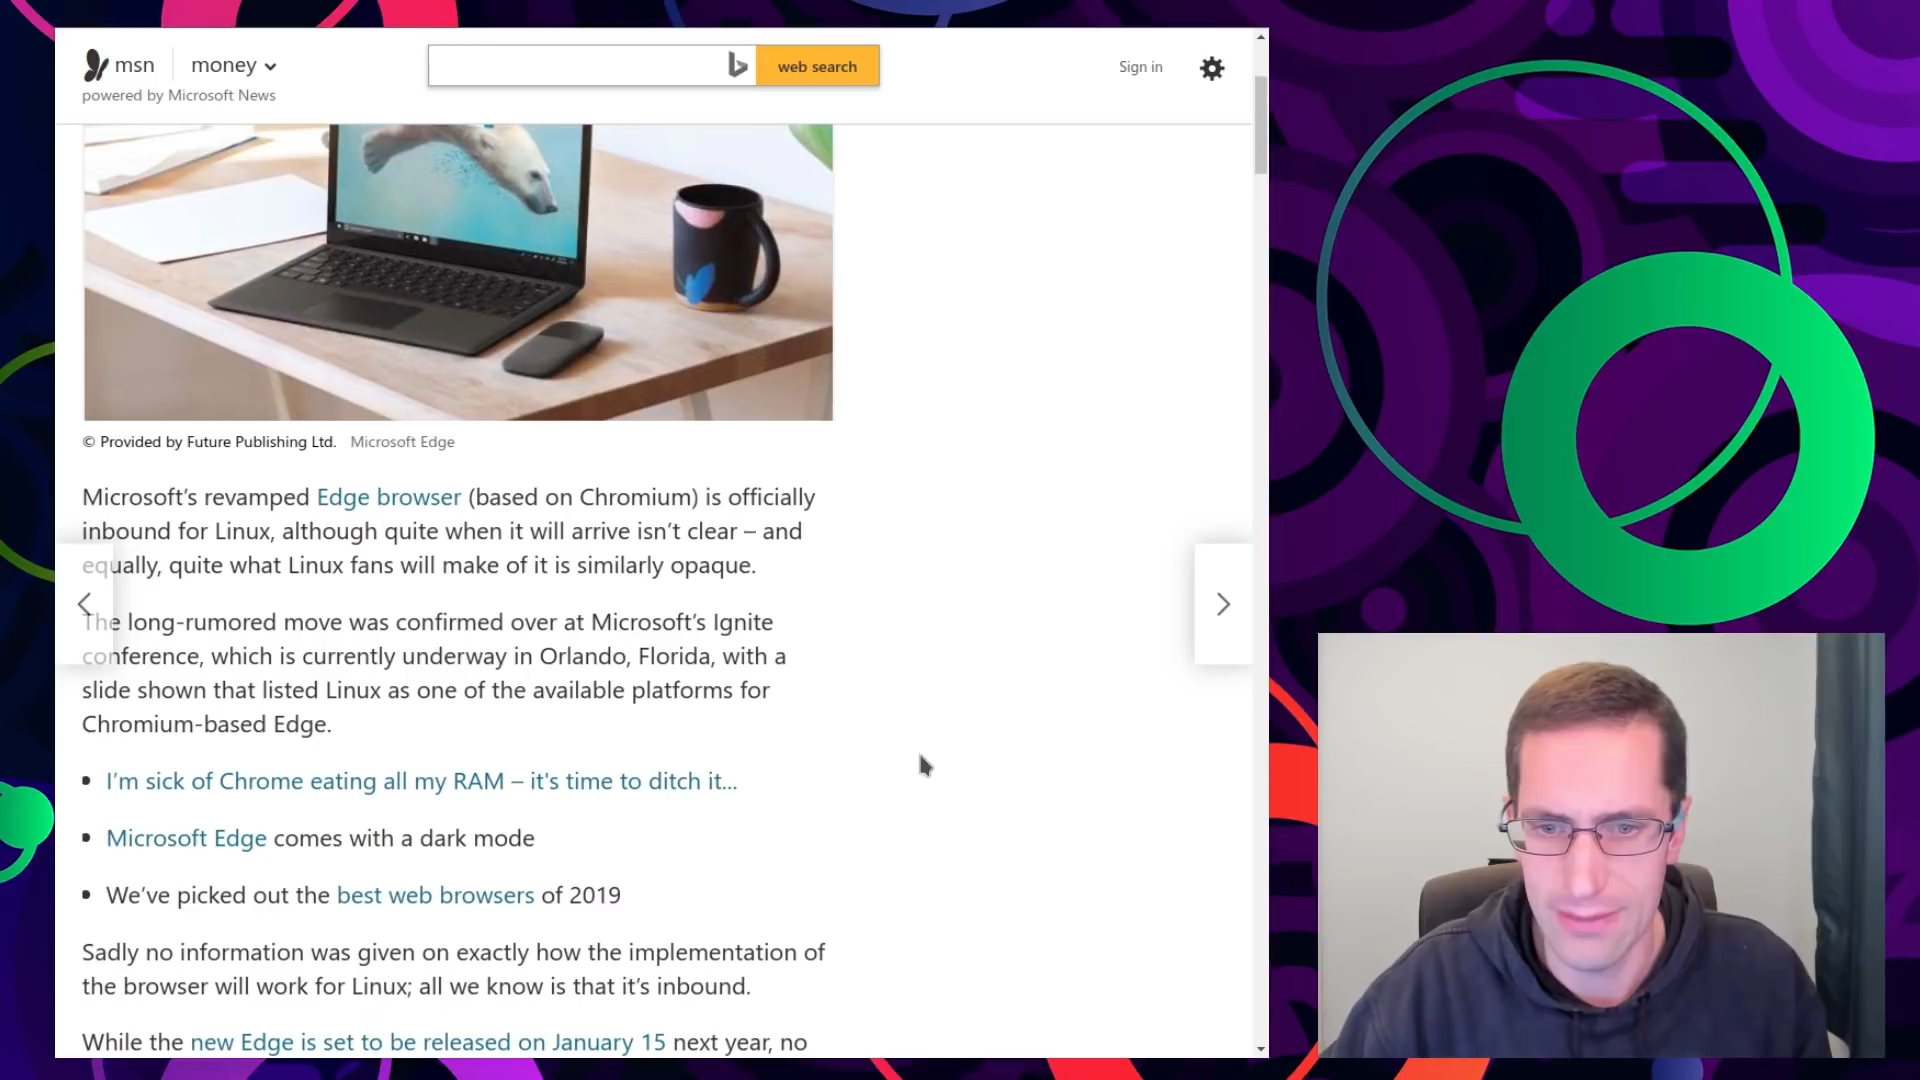 msn money
web search
Sign in
powered by Microsoft News
© Provided by Future Publishing Ltd. Microsoft Edge
Microsoft’s revamped Edge browser (based on Chromium) is officially
inbound for Linux, although quite when it will arrive isn’t clear – and
equally, quite what Linux fans will make of it is similarly opaque.
The long-rumored move was confirmed over at Microsoft’s Ignite
conference, which is currently underway in Orlando, Florida, with a
slide shown that listed Linux as one of the available platforms for
Chromium-based Edge.
• I’m sick of Chrome eating all my RAM – it's time to ditch it...
• Microsoft Edge comes with a dark mode
• We’ve picked out the best web browsers of 2019
Sadly no information was given on exactly how the implementation of
the browser will work for Linux; all we know is that it’s inbound.
While the new Edge is set to be released on January 15 next year, no